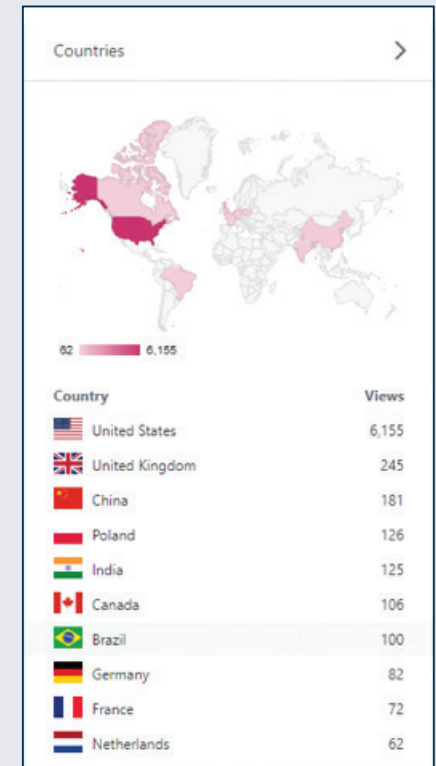 Countries
62 6,155
Country Views
United States 6,155
United Kingdom 245
China 181
Poland 126
India 125
Canada 106
Brazil 100
Germany 82
France 72
Netherlands 62